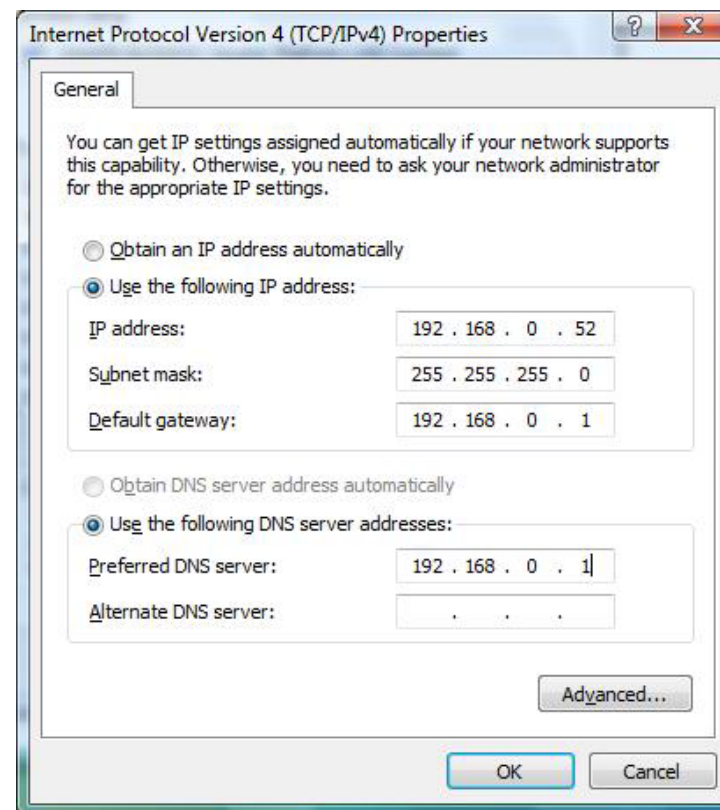 Internet Protocol Version 4 (TCP/IPv4) Properties
General
You can get IP settings assigned automatically if your network supports
this capability. Otherwise, you need to ask your network administrator
for the appropriate IP settings.
Obtain an IP address automatically
Use the following IP address:
IP address: 192 . 168 . 0 . 52
Subnet mask: 255 . 255 . 255 . 0
Default gateway: 192 . 168 . 0 . 1
Obtain DNS server address automatically
Use the following DNS server addresses:
Preferred DNS server: 192 . 168 . 0 . 1
Alternate DNS server: . . .
Advanced...
OK Cancel